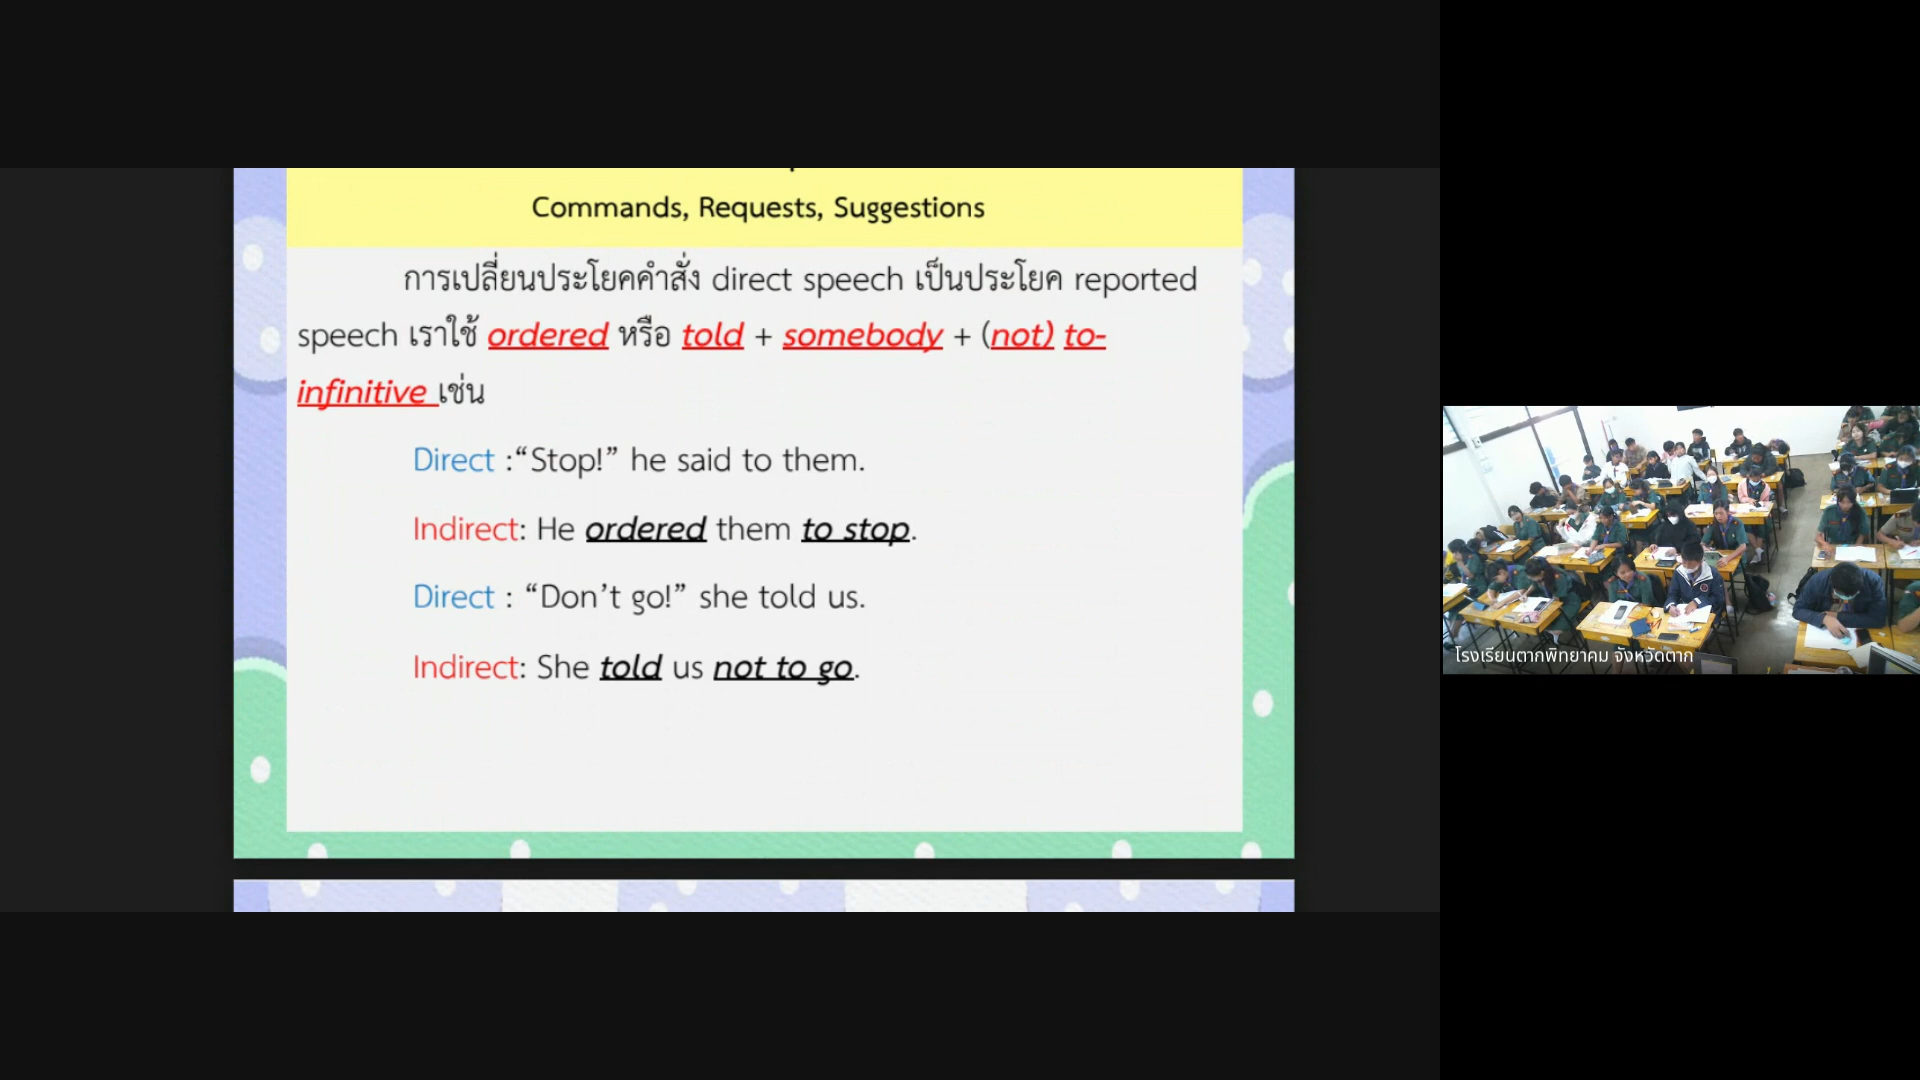 Commands, Requests, Suggestions
การเปลี่ยนประโยคคำสั่ง direct speech เป็นประโยค reported
speech เราใช้ ordered หรือ told + somebody + (not) to-
infinitive เช่น
Direct :“Stop!” he said to them.
Indirect: He ordered them to stop.
Direct : “Don’t go!” she told us.
Indirect: She told us not to go.
โรงเรียนตากพิทยาคม จังหวัดตาก